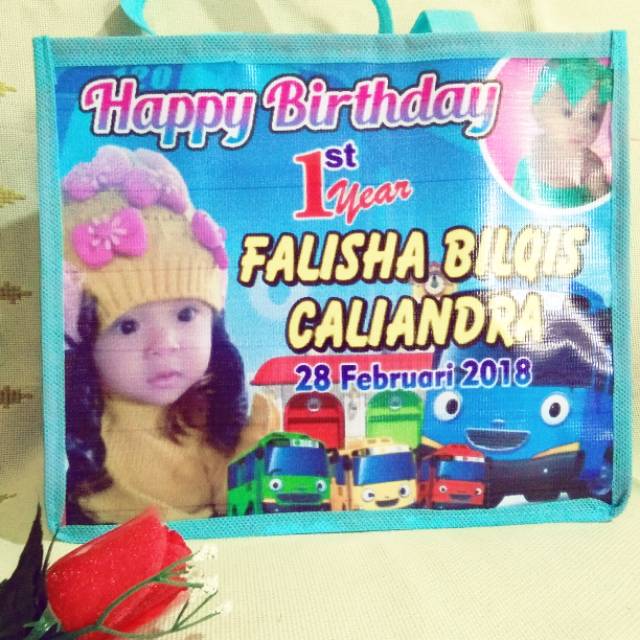 Happy Birthday
1st
Year
FALISHA BILQIS
CALIANDRA
28 Februari 2018